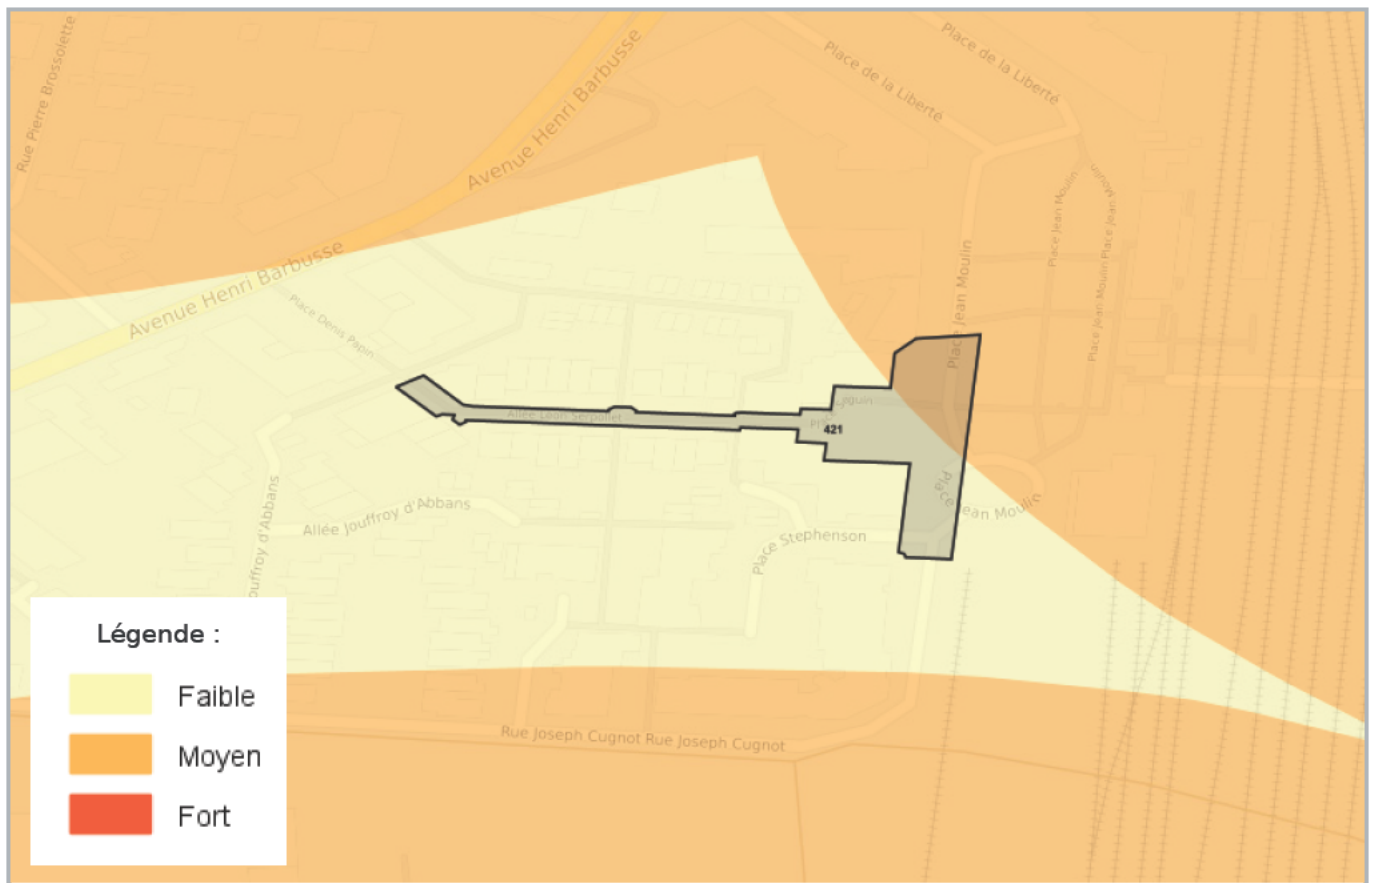 Rue Pierre Brossolette
Avenue Henri Barbusse
Place de la Liberté
Place de la Liberté
Avenue Henri Barbusse
Place Denis Papin
Place Jean Moulin
Place Jean Moulin
Place Jean Moulin
Place Jean Moulin
Allée Léon Serpollet
421
Place Jean Moulin
Allée Jouffroy d'Abbans
ouffroy d'Abbans
Place Stephenson
Rue Joseph Cugnot Rue Joseph Cugnot
Légende :
Faible
Moyen
Fort